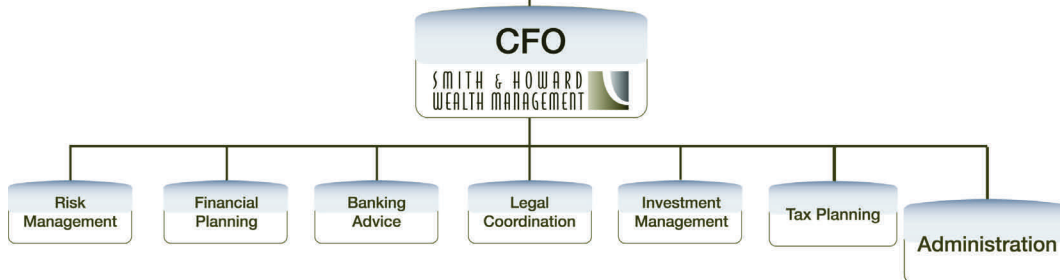 CFO
SMITH & HOWARD
WEALTH MANAGEMENT
Risk
Management
Financial
Planning
Banking
Advice
Legal
Coordination
Investment
Management
Tax Planning
Administration